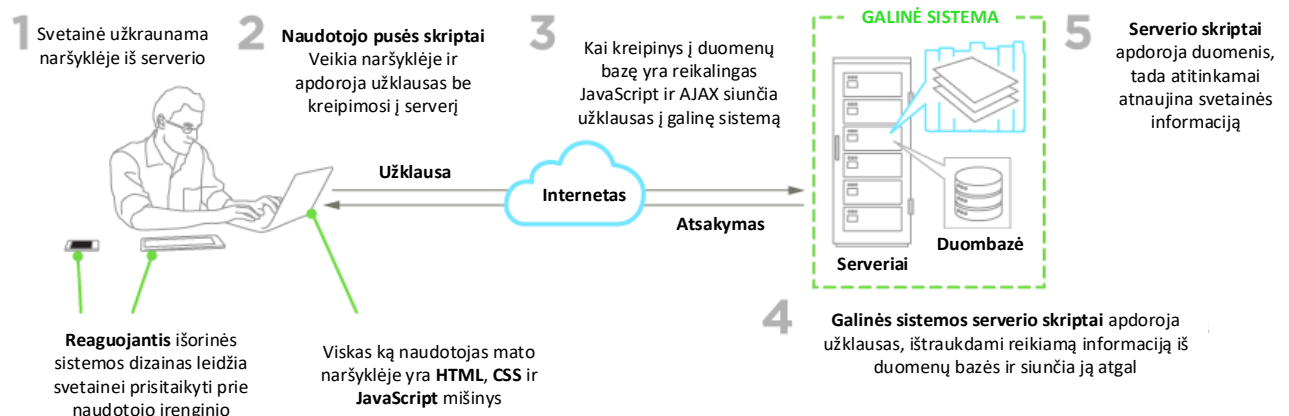 1 Svetainė užkraunama
naršyklėje iš serverio
2 Naudotojo pusės skriptai
Veikia naršyklėje ir
apdoroja užklausas be
kreipimosi į serverį
3 Kai kreipinys į duomenų
bazę yra reikalingas
JavaScript ir AJAX siunčia
užklausas į galinę sistemą
GALINĖ SISTEMA
5 Serverio skriptai
apdoroja duomenis,
tada atitinkamai
atnaujina svetainės
informaciją
Užklausa
Internetas
Atsakymas
Serveriai
Duombazė
4 Galinės sistemos serverio skriptai apdoroja
užklausas, ištraukdami reikiamą informaciją iš
duomenų bazės ir siunčia ją atgal
Reaguojantis išorinės
sistemos dizainas leidžia
svetainei prisitaikyti prie
naudotojo įrenginio
Viskas ką naudotojas mato
naršyklėje yra HTML, CSS ir
JavaScript mišinys